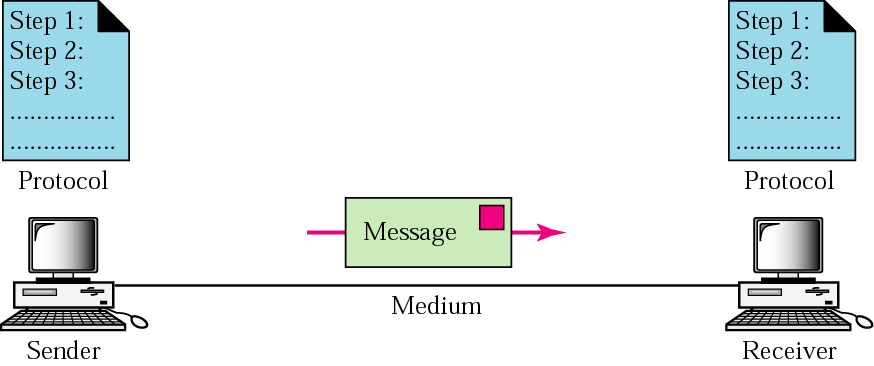 Step 1:
Step 2:
Step 3:
................
................
Protocol
Step 1:
Step 2:
Step 3:
................
................
Protocol
Message
Medium
Sender
Receiver